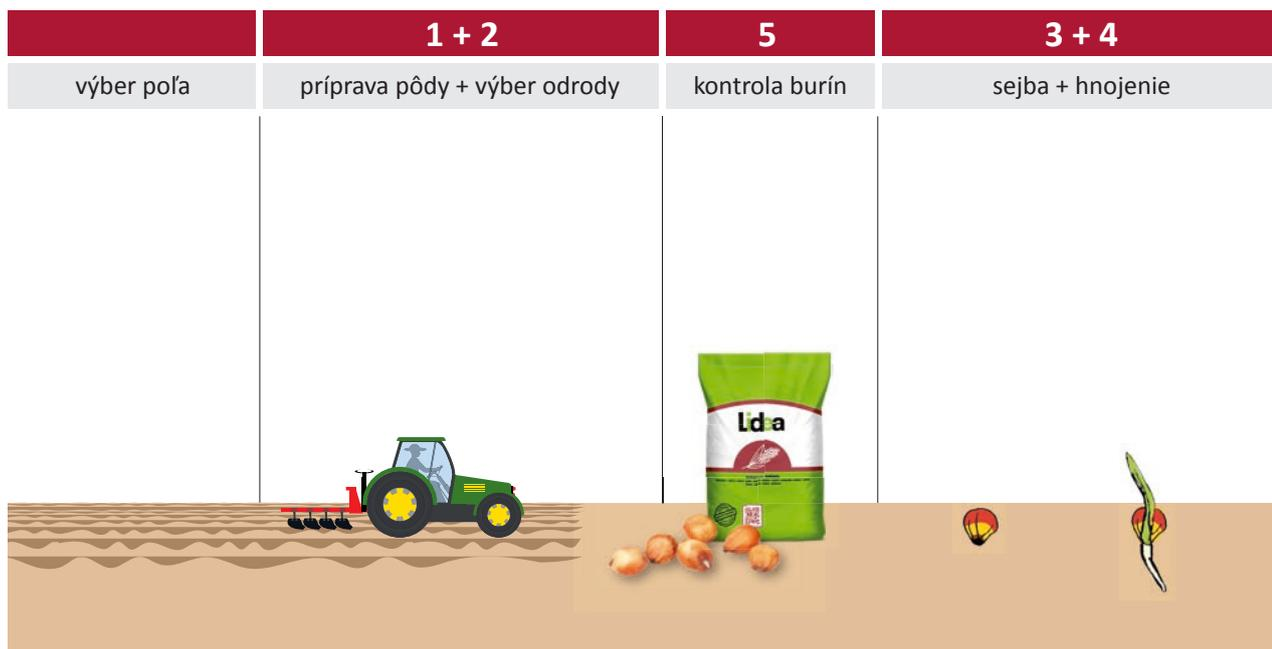 1 + 2
5
3 + 4
výber poľa
príprava pôdy + výber odrody
kontrola burín
sejba + hnojenie
Lidea